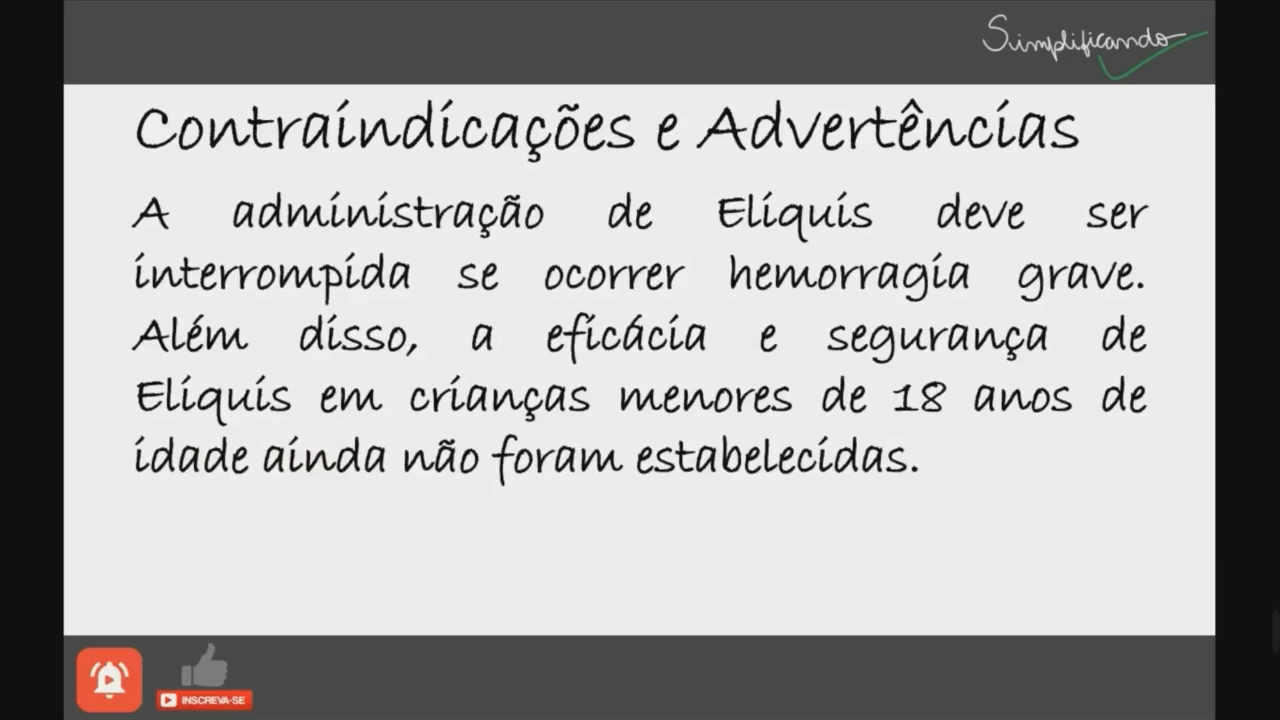 Simplificando
Contraindicações e Advertências
A administração de Eliquis deve ser
interrompida se ocorrer hemorragia grave.
Além disso, a eficácia e segurança de
Eliquis em crianças menores de 18 anos de
idade ainda não foram estabelecidas.
INSCREVA-SE